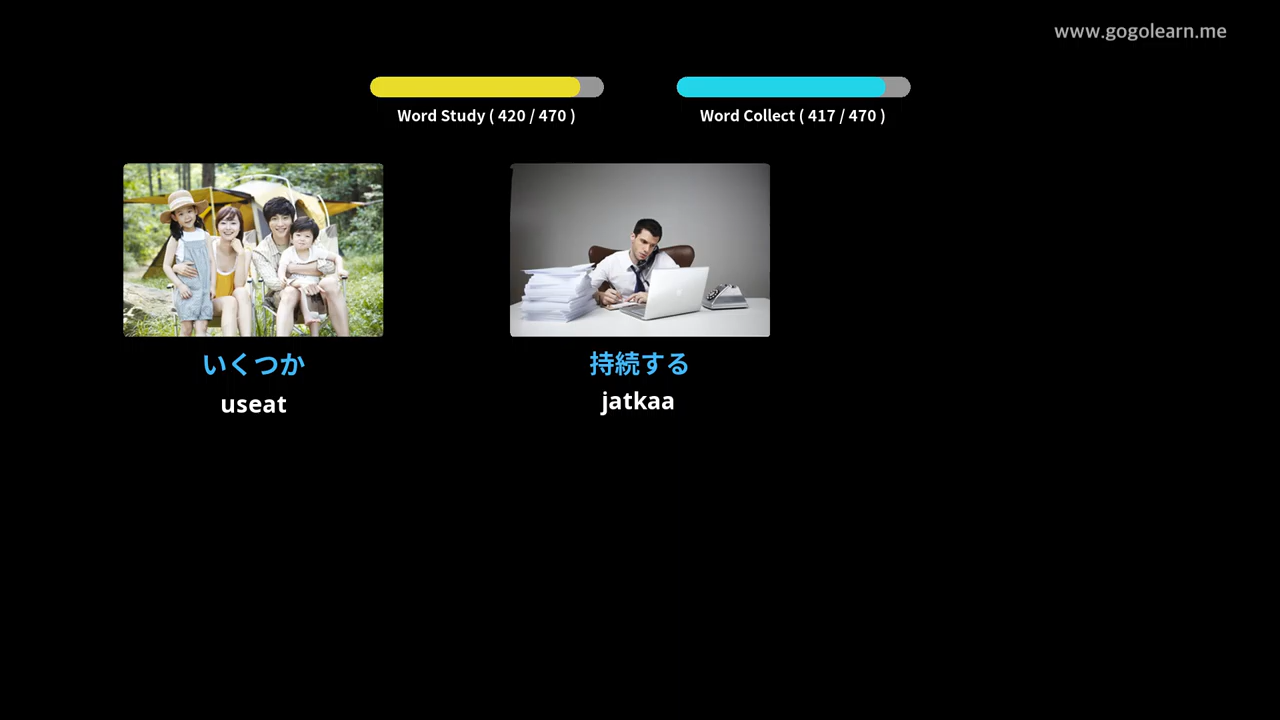 www.gogolearn.me
Word Study ( 420 / 470 )
Word Collect ( 417 / 470 )
いくつか
useat
持続する
jatkaa